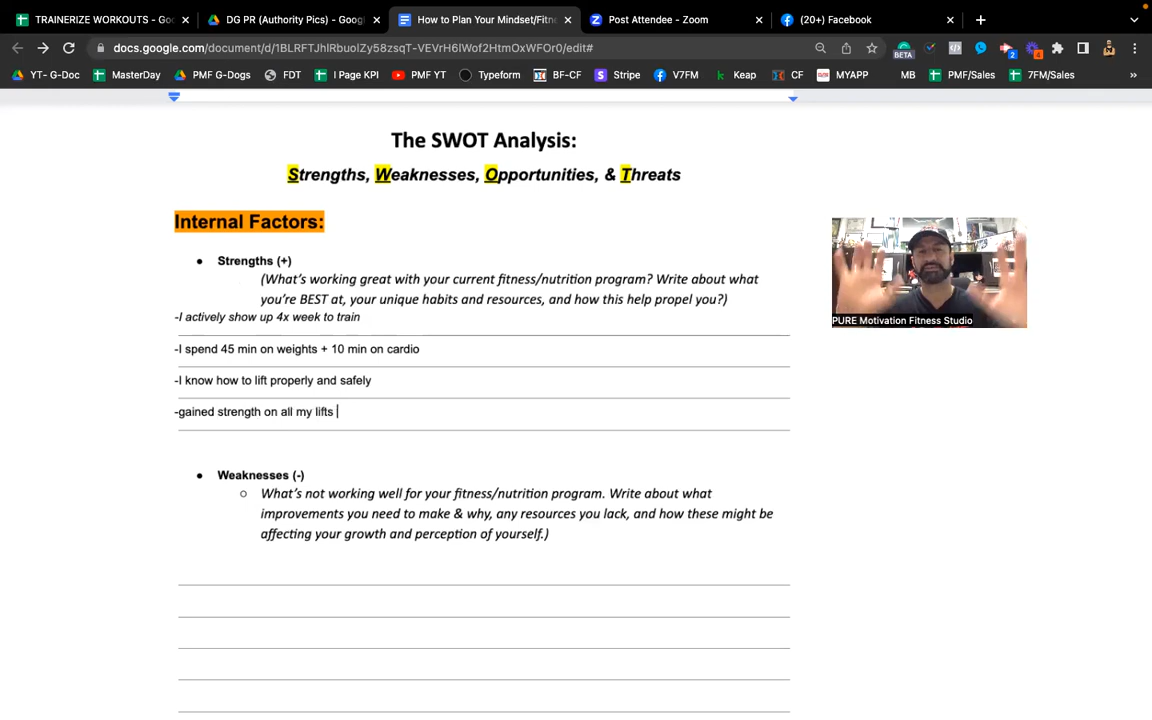 TRAINERIZE WORKOUTS - Goo
DG PR (Authority Pics) - Googl
How to Plan Your Mindset/Fitn
Post Attendee - Zoom
(20+) Facebook
docs.google.com/document/d/1BLRFTJhlRbuolZy58zsqT-VEVrH6lWof2HtmOxWFOr0/edit#
BETA
2
4
YT- G-Doc
MasterDay
PMF G-Dogs
FDT
I Page KPI
PMF YT
Typeform
BF-CF
Stripe
V7FM
Keap
CF
MYAPP
MB
PMF/Sales
7FM/Sales
»
The SWOT Analysis:
Strengths, Weaknesses, Opportunities, & Threats
Internal Factors:
● Strengths (+)
(What's working great with your current fitness/nutrition program? Write about what
you're BEST at, your unique habits and resources, and how this help propel you?)
-I actively show up 4x week to train
-I spend 45 min on weights + 10 min on cardio
-I know how to lift properly and safely
-gained strength on all my lifts
● Weaknesses (-)
○ What's not working well for your fitness/nutrition program. Write about what
improvements you need to make & why, any resources you lack, and how these might be
affecting your growth and perception of yourself.)
PURE Motivation Fitness Studio